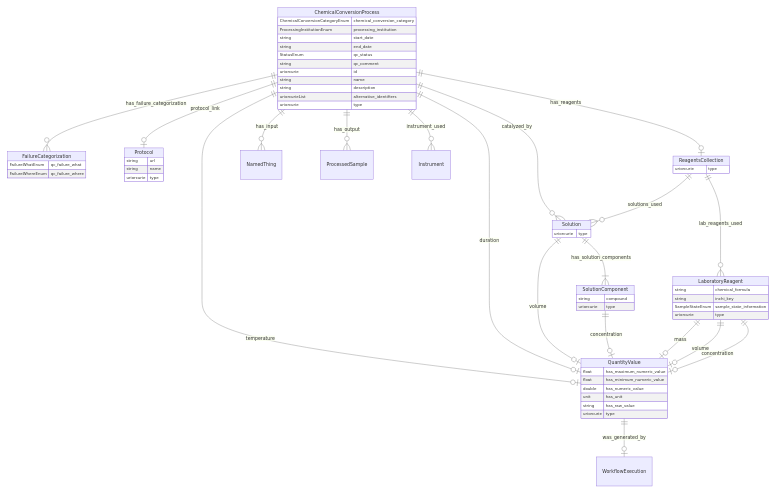 ChemicalConversionProcess
ChemicalConversionCategoryEnum chemical_conversion_category
ProcessingInstitutionEnum processing_institution
string start_date
string end_date
StatusEnum qc_status
string qc_comment
uriorcurie id
string name
string description
uriorcurieList alternative_identifiers
uriorcurie type
has_failure_categorization
protocol_link
has_input
has_output
instrument_used
catalyzed_by
has_reagents
FailureCategorization
FailureWhatEnum qc_failure_what
FailureWhereEnum qc_failure_where
Protocol
string url
string name
uriorcurie type
NamedThing
ProcessedSample
Instrument
ReagentsCollection
uriorcurie type
solutions_used
lab_reagents_used
Solution
uriorcurie type
duration
has_solution_components
SolutionComponent
string compound
uriorcurie type
LaboratoryReagent
string chemical_formula
string inchi_key
SampleStateEnum sample_state_information
uriorcurie type
volume
temperature
concentration
mass
volume
concentration
QuantityValue
float has_maximum_numeric_value
float has_minimum_numeric_value
double has_numeric_value
unit has_unit
string has_raw_value
uriorcurie type
was_generated_by
WorkflowExecution